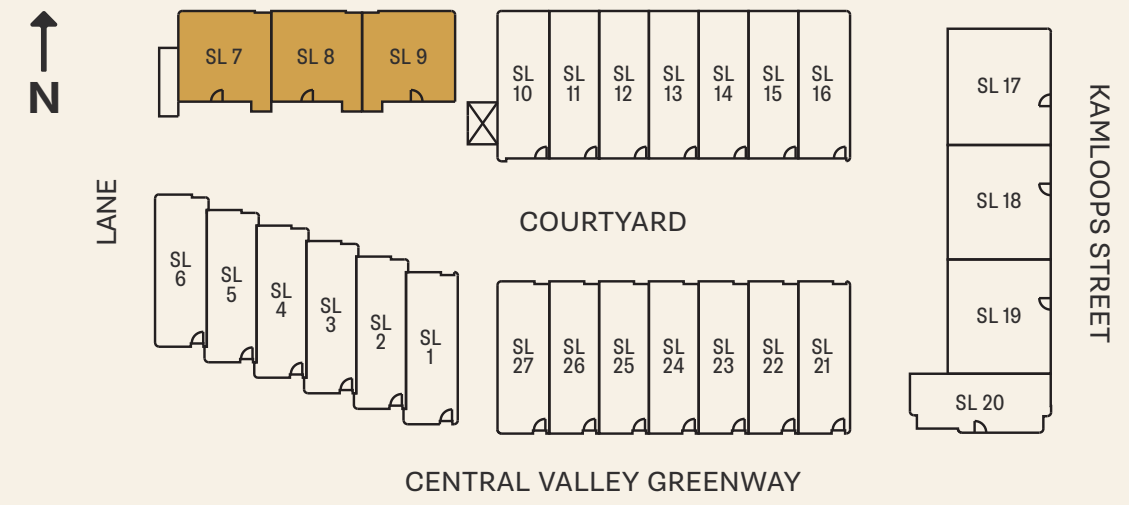 N
SL 7
SL 8
SL 9
SL
10
SL
11
SL
12
SL
13
SL
14
SL
15
SL
16
SL 17
SL 18
SL 19
SL 20
KAMLOOPS STREET
LANE
COURTYARD
SL
6
SL
5
SL
4
SL
3
SL
2
SL
1
SL
27
SL
26
SL
25
SL
24
SL
23
SL
22
SL
21
CENTRAL VALLEY GREENWAY